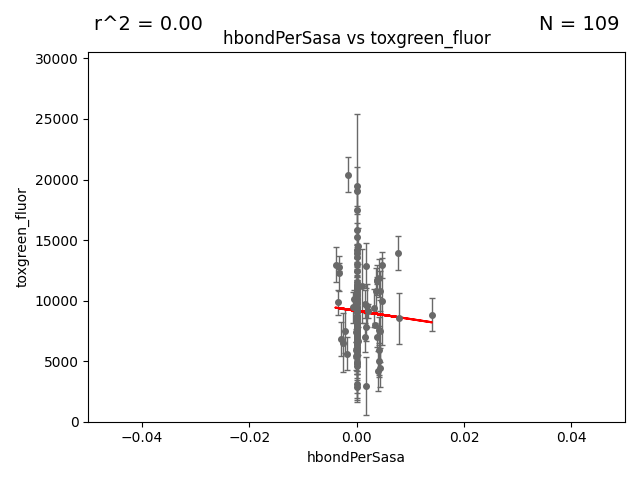 r^2 = 0.00
N = 109
hbondPerSasa vs toxgreen_fluor
30000
25000
20000
15000
10000
5000
0
toxgreen_fluor
−0.04
−0.02
0.00
0.02
0.04
hbondPerSasa